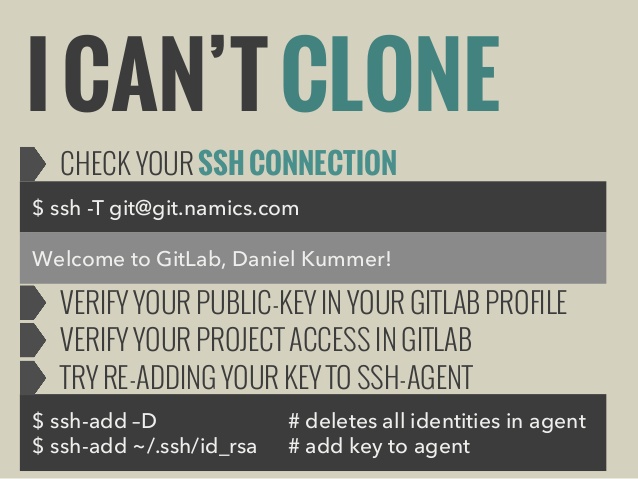 I CAN’T CLONE
CHECK YOUR SSH CONNECTION
$ ssh -T git@git.namics.com
Welcome to GitLab, Daniel Kummer!
VERIFY YOUR PUBLIC-KEY IN YOUR GITLAB PROFILE
VERIFY YOUR PROJECT ACCESS IN GITLAB
TRY RE-ADDING YOUR KEY TO SSH-AGENT
$ ssh-add –D # deletes all identities in agent
$ ssh-add ~/.ssh/id_rsa # add key to agent